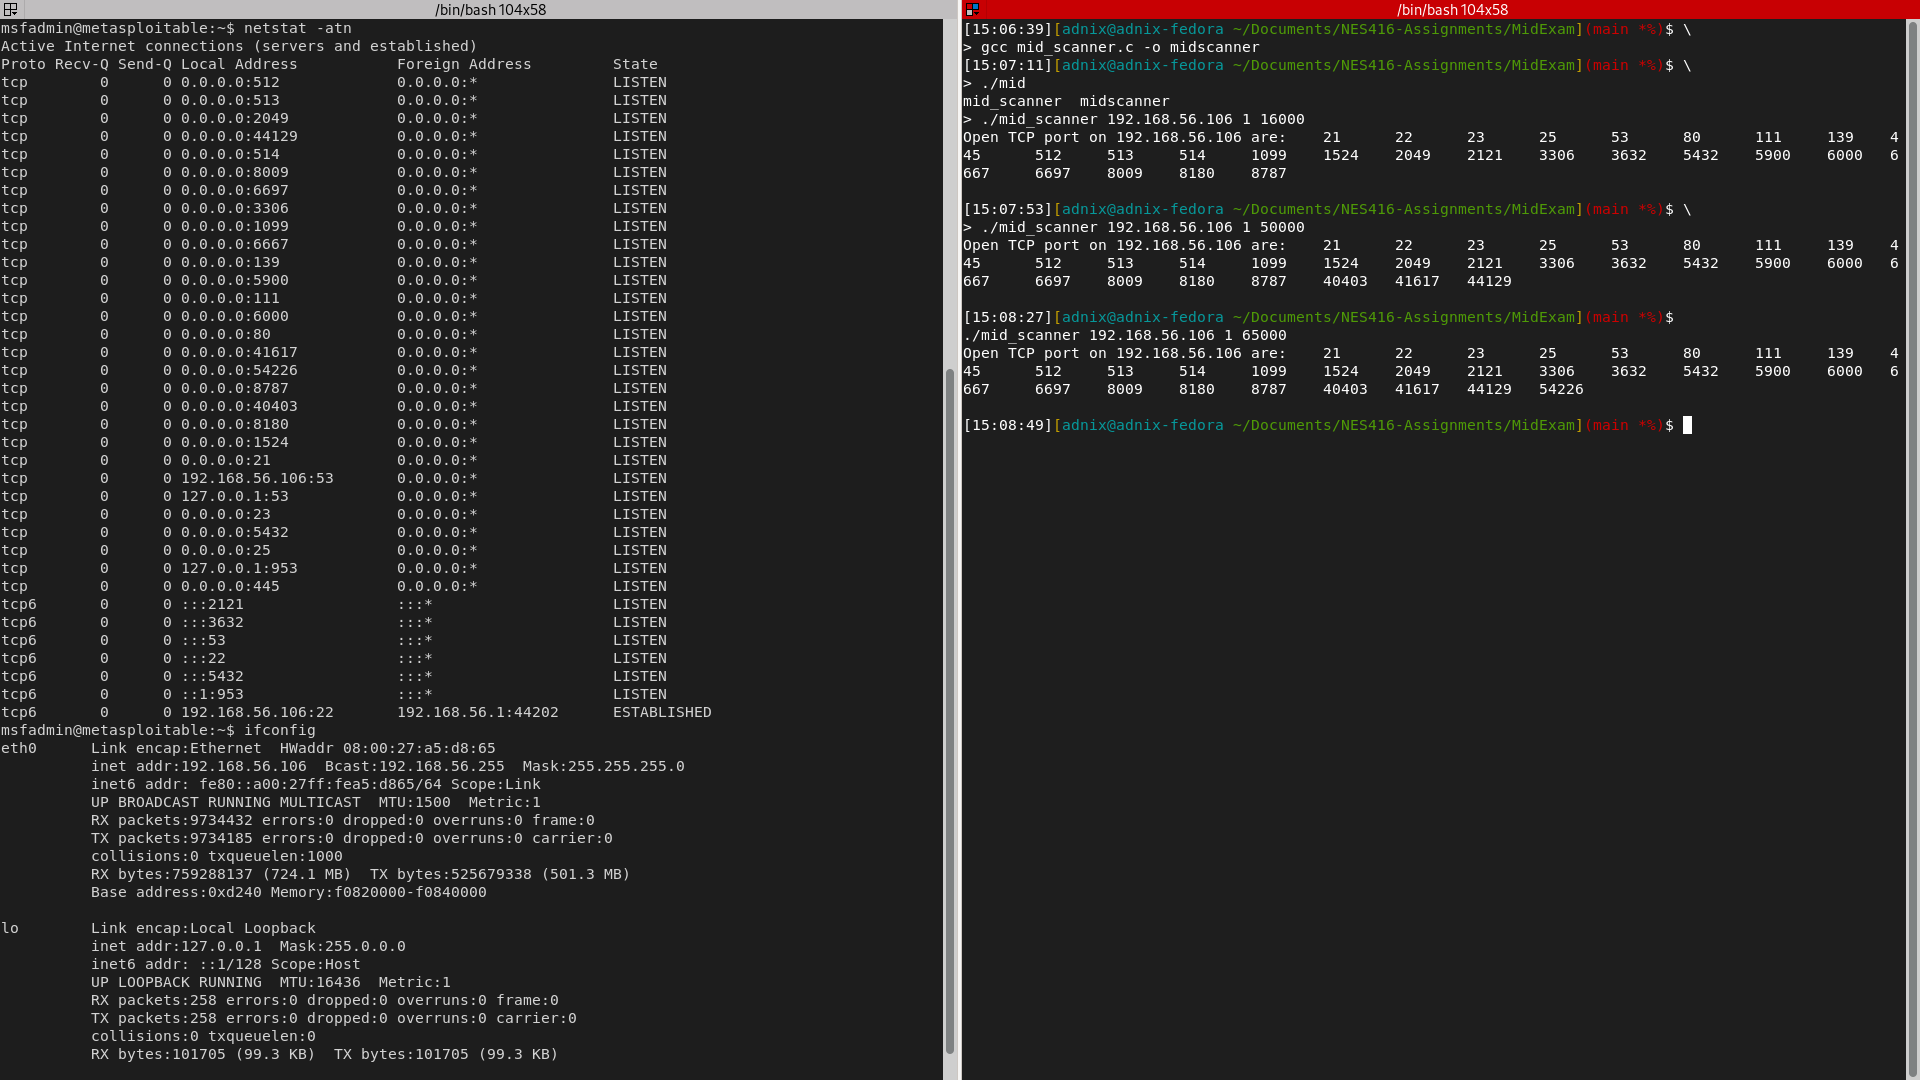 /bin/bash 104x58
msfadmin@metasploitable:~$ netstat -atn
Active Internet connections (servers and established)
Proto Recv-Q Send-Q Local Address           Foreign Address         State
tcp        0      0 0.0.0.0:512             0.0.0.0:*               LISTEN
tcp        0      0 0.0.0.0:513             0.0.0.0:*               LISTEN
tcp        0      0 0.0.0.0:2049            0.0.0.0:*               LISTEN
tcp        0      0 0.0.0.0:44129           0.0.0.0:*               LISTEN
tcp        0      0 0.0.0.0:514             0.0.0.0:*               LISTEN
tcp        0      0 0.0.0.0:8009            0.0.0.0:*               LISTEN
tcp        0      0 0.0.0.0:6697            0.0.0.0:*               LISTEN
tcp        0      0 0.0.0.0:3306            0.0.0.0:*               LISTEN
tcp        0      0 0.0.0.0:1099            0.0.0.0:*               LISTEN
tcp        0      0 0.0.0.0:6667            0.0.0.0:*               LISTEN
tcp        0      0 0.0.0.0:139             0.0.0.0:*               LISTEN
tcp        0      0 0.0.0.0:5900            0.0.0.0:*               LISTEN
tcp        0      0 0.0.0.0:111             0.0.0.0:*               LISTEN
tcp        0      0 0.0.0.0:6000            0.0.0.0:*               LISTEN
tcp        0      0 0.0.0.0:80              0.0.0.0:*               LISTEN
tcp        0      0 0.0.0.0:41617           0.0.0.0:*               LISTEN
tcp        0      0 0.0.0.0:54226           0.0.0.0:*               LISTEN
tcp        0      0 0.0.0.0:8787            0.0.0.0:*               LISTEN
tcp        0      0 0.0.0.0:40403           0.0.0.0:*               LISTEN
tcp        0      0 0.0.0.0:8180            0.0.0.0:*               LISTEN
tcp        0      0 0.0.0.0:1524            0.0.0.0:*               LISTEN
tcp        0      0 0.0.0.0:21              0.0.0.0:*               LISTEN
tcp        0      0 192.168.56.106:53       0.0.0.0:*               LISTEN
tcp        0      0 127.0.0.1:53            0.0.0.0:*               LISTEN
tcp        0      0 0.0.0.0:23              0.0.0.0:*               LISTEN
tcp        0      0 0.0.0.0:5432            0.0.0.0:*               LISTEN
tcp        0      0 0.0.0.0:25              0.0.0.0:*               LISTEN
tcp        0      0 127.0.0.1:953           0.0.0.0:*               LISTEN
tcp        0      0 0.0.0.0:445             0.0.0.0:*               LISTEN
tcp6       0      0 :::2121                 :::*                    LISTEN
tcp6       0      0 :::3632                 :::*                    LISTEN
tcp6       0      0 :::53                   :::*                    LISTEN
tcp6       0      0 :::22                   :::*                    LISTEN
tcp6       0      0 :::5432                 :::*                    LISTEN
tcp6       0      0 ::1:953                 :::*                    LISTEN
tcp6       0      0 192.168.56.106:22       192.168.56.1:44202      ESTABLISHED
msfadmin@metasploitable:~$ ifconfig
eth0      Link encap:Ethernet  HWaddr 08:00:27:a5:d8:65
          inet addr:192.168.56.106  Bcast:192.168.56.255  Mask:255.255.255.0
          inet6 addr: fe80::a00:27ff:fea5:d865/64 Scope:Link
          UP BROADCAST RUNNING MULTICAST  MTU:1500  Metric:1
          RX packets:9734432 errors:0 dropped:0 overruns:0 frame:0
          TX packets:9734185 errors:0 dropped:0 overruns:0 carrier:0
          collisions:0 txqueuelen:1000
          RX bytes:759288137 (724.1 MB)  TX bytes:525679338 (501.3 MB)
          Base address:0xd240 Memory:f0820000-f0840000
lo        Link encap:Local Loopback
          inet addr:127.0.0.1  Mask:255.0.0.0
          inet6 addr: ::1/128 Scope:Host
          UP LOOPBACK RUNNING  MTU:16436  Metric:1
          RX packets:258 errors:0 dropped:0 overruns:0 frame:0
          TX packets:258 errors:0 dropped:0 overruns:0 carrier:0
          collisions:0 txqueuelen:0
          RX bytes:101705 (99.3 KB)  TX bytes:101705 (99.3 KB)
/bin/bash 104x58
[15:06:39][adnix@adnix-fedora ~/Documents/NES416-Assignments/MidExam](main *%)$ \
> gcc mid_scanner.c -o midscanner
[15:07:11][adnix@adnix-fedora ~/Documents/NES416-Assignments/MidExam](main *%)$ \
> ./mid
mid_scanner  midscanner
> ./mid_scanner 192.168.56.106 1 16000
Open TCP port on 192.168.56.106 are:    21      22      23      25      53      80      111     139   4
45      512     513     514     1099    1524    2049    2121    3306    3632    5432    5900    6000   6
667     6697    8009    8180    8787
[15:07:53][adnix@adnix-fedora ~/Documents/NES416-Assignments/MidExam](main *%)$ \
> ./mid_scanner 192.168.56.106 1 50000
Open TCP port on 192.168.56.106 are:    21      22      23      25      53      80      111     139   4
45      512     513     514     1099    1524    2049    2121    3306    3632    5432    5900    6000   6
667     6697    8009    8180    8787    40403   41617   44129
[15:08:27][adnix@adnix-fedora ~/Documents/NES416-Assignments/MidExam](main *%)$
./mid_scanner 192.168.56.106 1 65000
Open TCP port on 192.168.56.106 are:    21      22      23      25      53      80      111     139   4
45      512     513     514     1099    1524    2049    2121    3306    3632    5432    5900    6000   6
667     6697    8009    8180    8787    40403   41617   44129   54226
[15:08:49][adnix@adnix-fedora ~/Documents/NES416-Assignments/MidExam](main *%)$